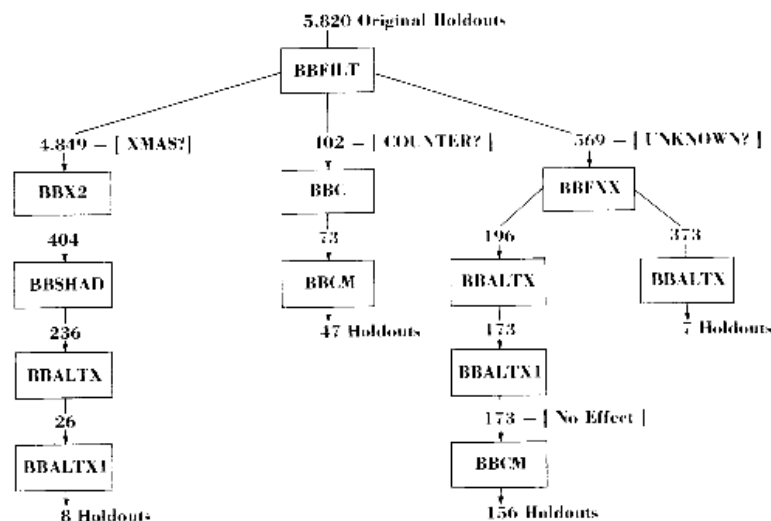 5.820 Original Holdouts
BBFILT
4.849 – [ XMAS?] 402 – [ COUNTER? ] 569 – [ UNKNOWN? ]
BBX2 BBC BBFXX
404 73 196 373
BBSHAD BBCM BBALTX BBALTX
236 47 Holdouts 173 7 Holdouts
BBALTX BBALTX1
26 173 – [ No Effect ]
BBALTX1 BBCM
8 Holdouts 156 Holdouts